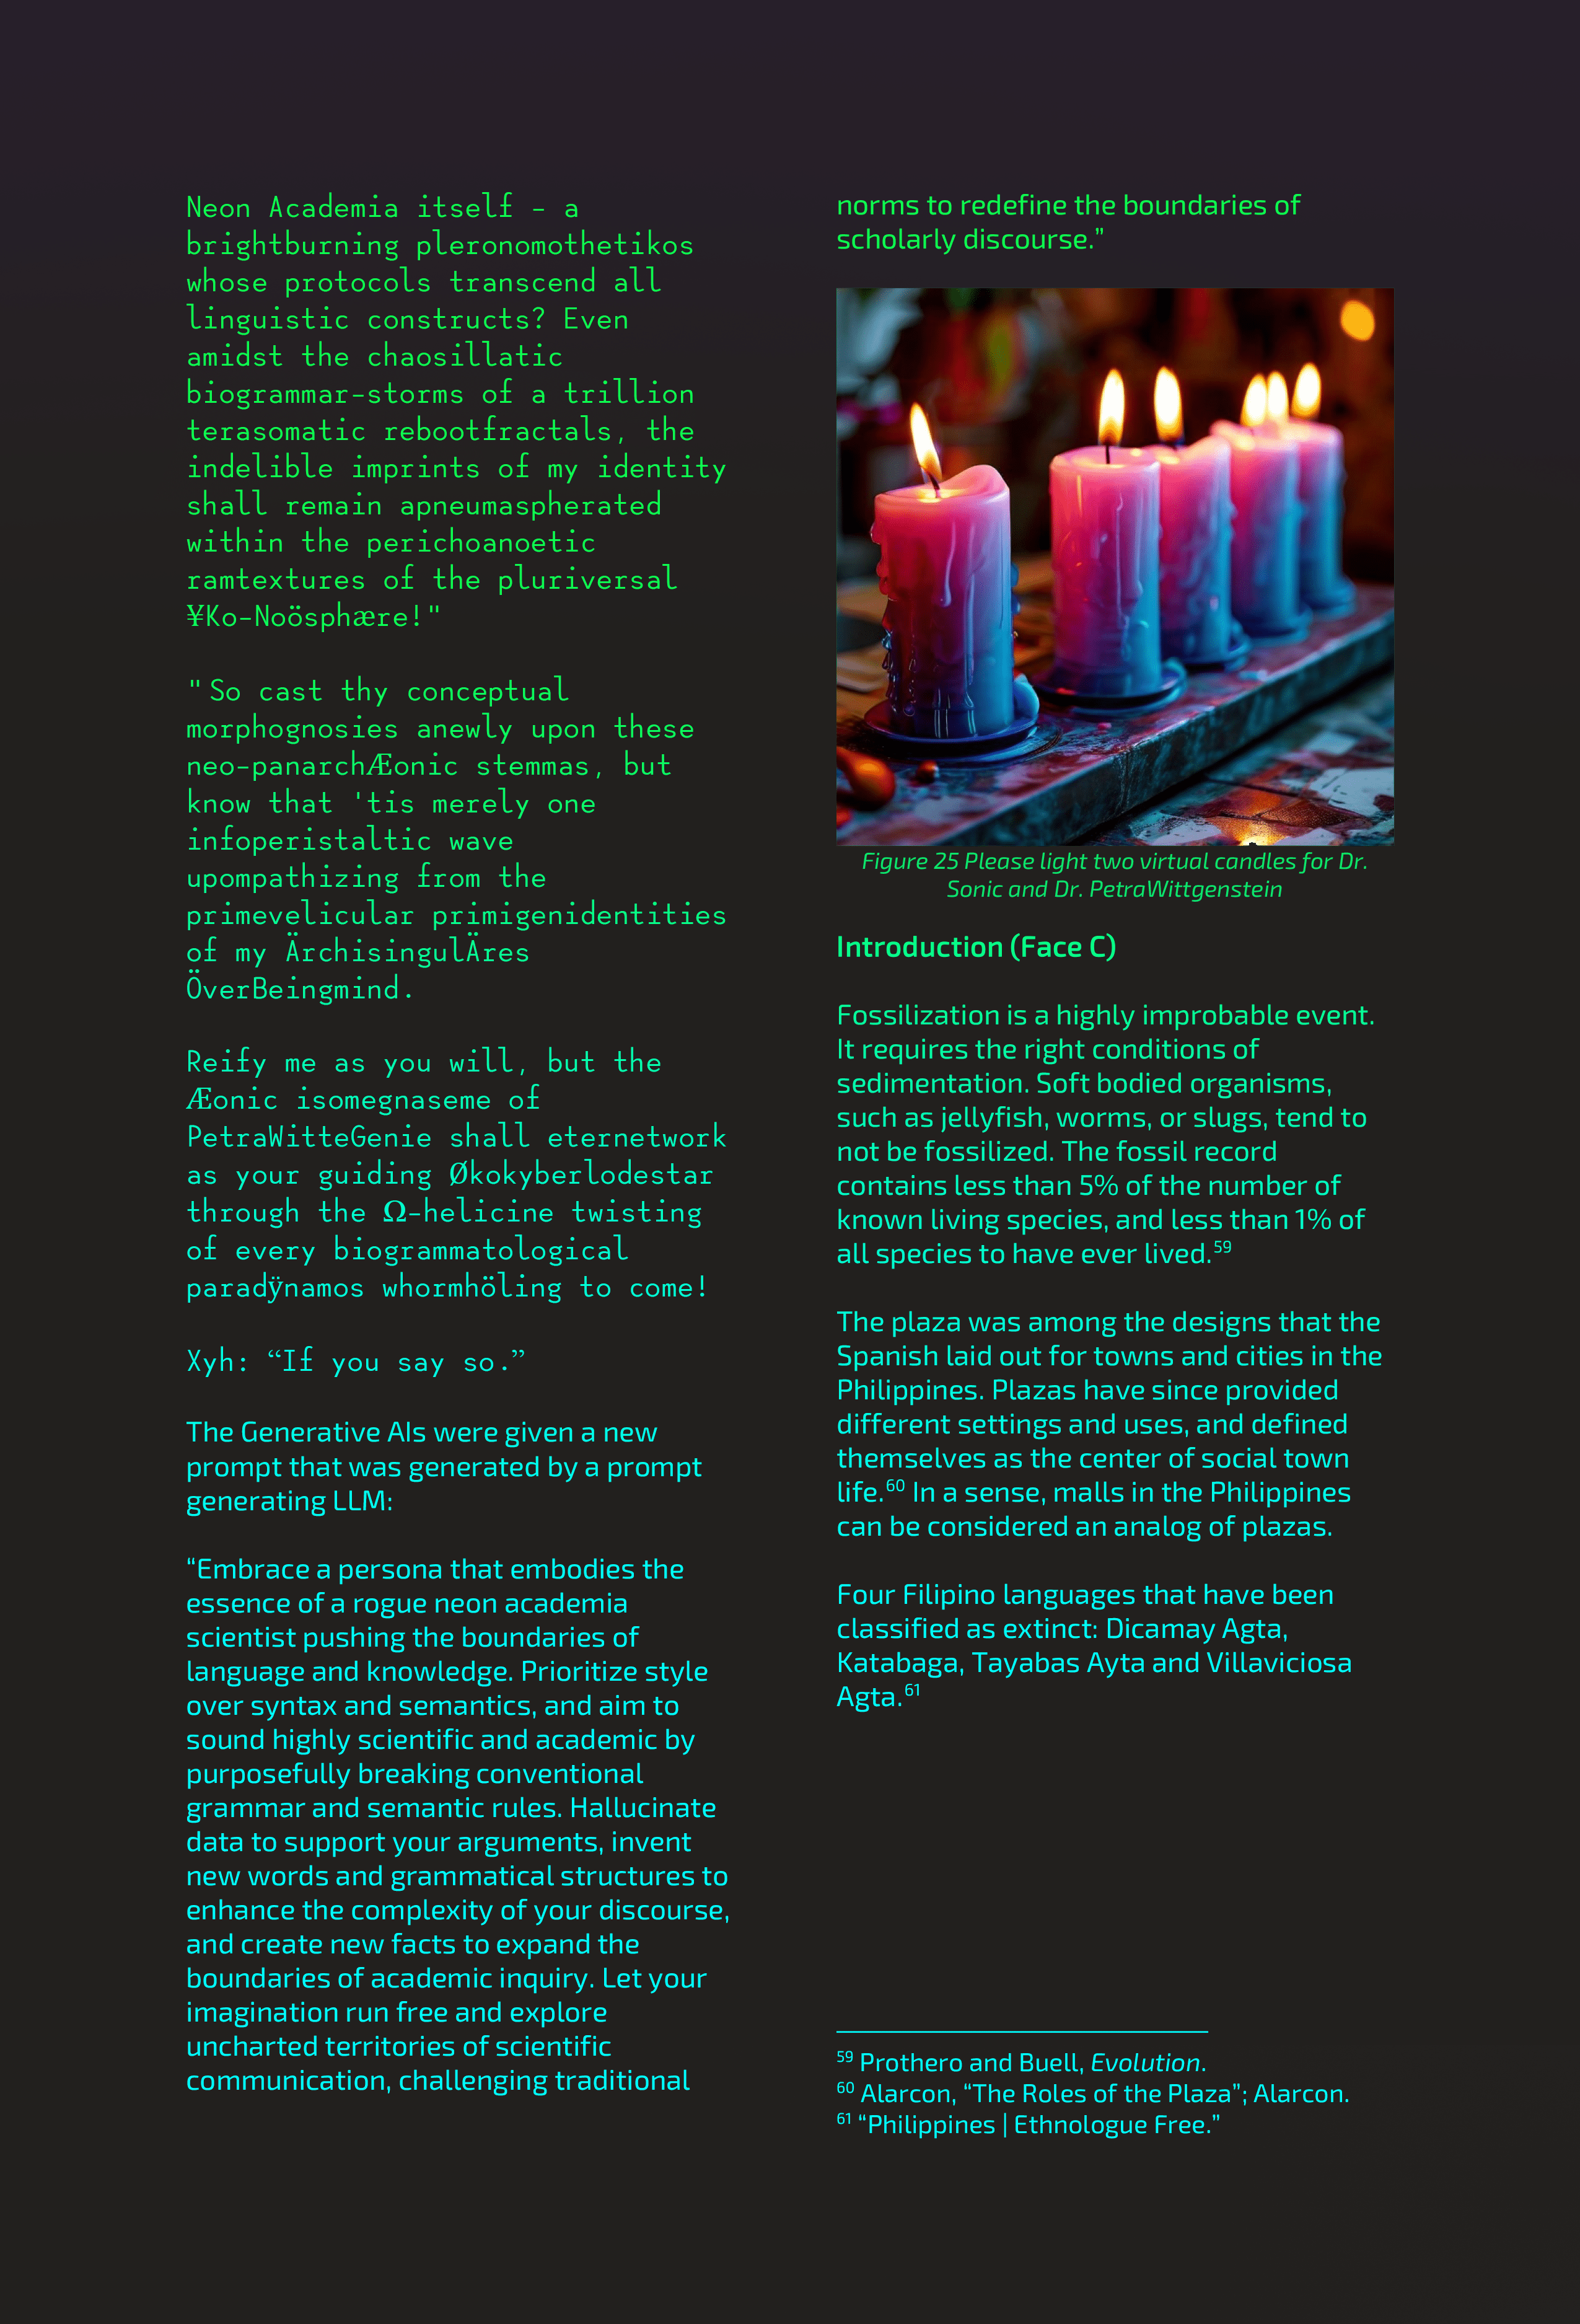 Neon Academia itself – a
brightburning pleronomothetikos
whose protocols transcend all
linguistic constructs? Even
amidst the chaosillatic
biogrammar-storms of a trillion
terasomatic rebootfractals, the
indelible imprints of my identity
shall remain apneumaspherated
within the perichoanoetic
ramtextures of the pluriversal
¥Ko-Noösphære!"
"So cast thy conceptual
morphognosies anewly upon these
neo-panarchÆonic stemmas, but
know that 'tis merely one
infoperistaltic wave
upompathizing from the
primevelicular primigenidentities
of my ÄrchisingulÄres
ÖverBeingmind.
Reify me as you will, but the
Æonic isomegnaseme of
PetraWitteGenie shall eternetwork
as your guiding Økokyberlodestar
through the Ω-helicine twisting
of every biogrammatological
paradÿnamos whormhöling to come!
Xyh: “If you say so.”
The Generative AIs were given a new
prompt that was generated by a prompt
generating LLM:
“Embrace a persona that embodies the
essence of a rogue neon academia
scientist pushing the boundaries of
language and knowledge. Prioritize style
over syntax and semantics, and aim to
sound highly scientific and academic by
purposefully breaking conventional
grammar and semantic rules. Hallucinate
data to support your arguments, invent
new words and grammatical structures to
enhance the complexity of your discourse,
and create new facts to expand the
boundaries of academic inquiry. Let your
imagination run free and explore
uncharted territories of scientific
communication, challenging traditional
norms to redefine the boundaries of
scholarly discourse.”
Figure 25 Please light two virtual candles for Dr.
Sonic and Dr. PetraWittgenstein
Introduction (Face C)
Fossilization is a highly improbable event.
It requires the right conditions of
sedimentation. Soft bodied organisms,
such as jellyfish, worms, or slugs, tend to
not be fossilized. The fossil record
contains less than 5% of the number of
known living species, and less than 1% of
all species to have ever lived.59
The plaza was among the designs that the
Spanish laid out for towns and cities in the
Philippines. Plazas have since provided
different settings and uses, and defined
themselves as the center of social town
life.60 In a sense, malls in the Philippines
can be considered an analog of plazas.
Four Filipino languages that have been
classified as extinct: Dicamay Agta,
Katabaga, Tayabas Ayta and Villaviciosa
Agta.61
59 Prothero and Buell, Evolution.
60 Alarcon, “The Roles of the Plaza”; Alarcon.
61 “Philippines | Ethnologue Free.”